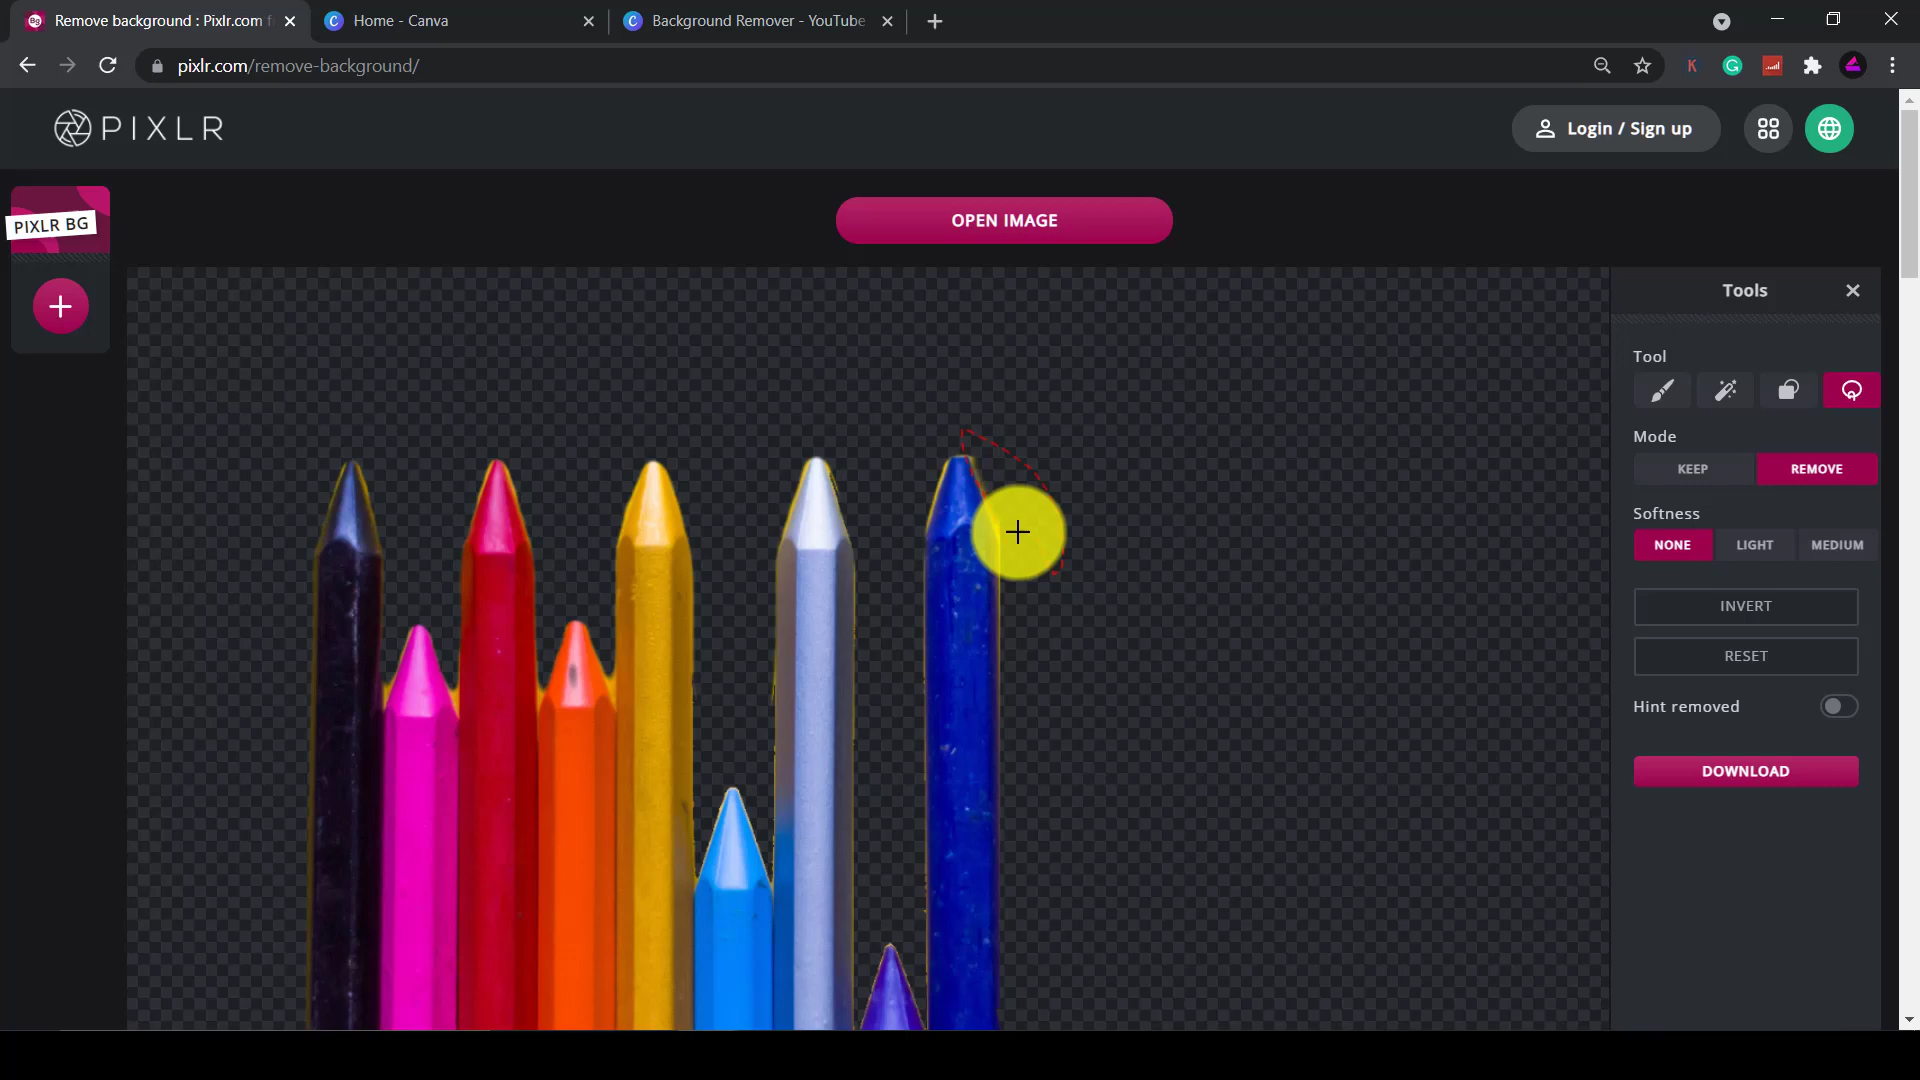 Remove background : Pixlr.com f
Home - Canva
Background Remover - YouTube
pixlr.com/remove-background/
PIXLR
Login / Sign up
PIXLR BG
OPEN IMAGE
Tools
Tool
Mode
KEEP
REMOVE
Softness
NONE
LIGHT
MEDIUM
INVERT
RESET
Hint removed
DOWNLOAD